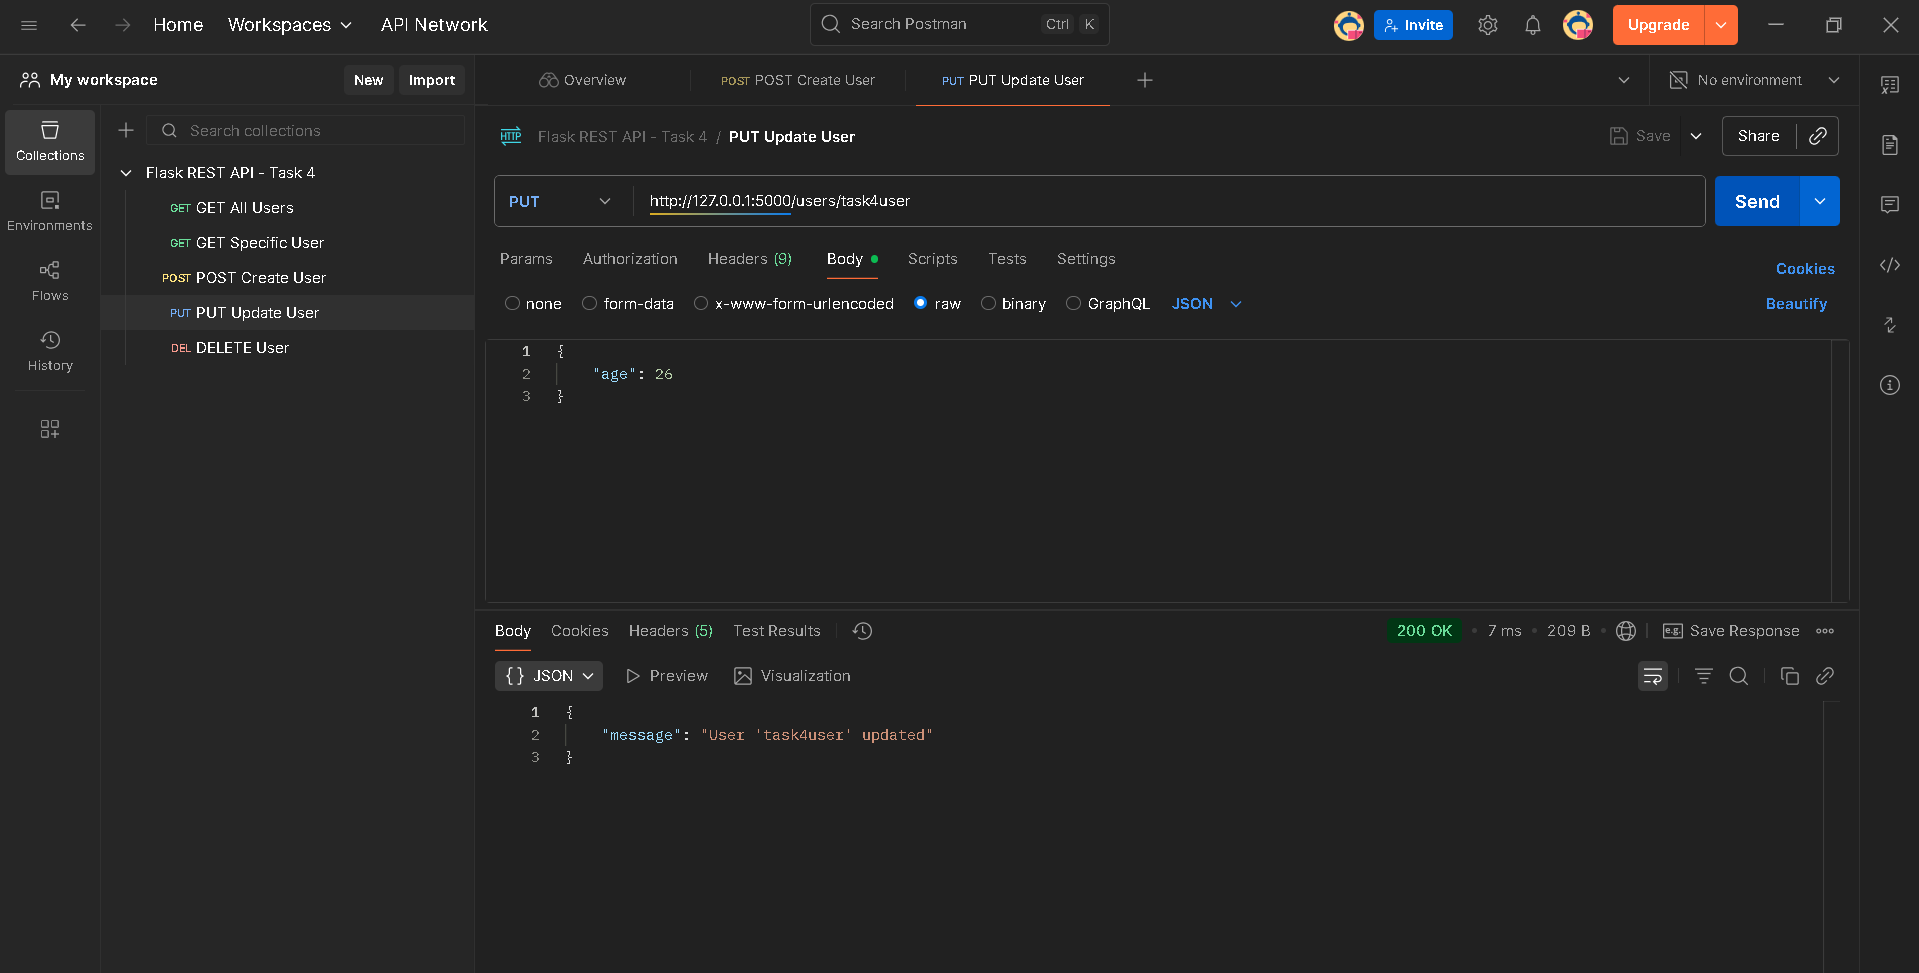 Home Workspaces API Network Search Postman Ctrl K Invite Upgrade
My workspace New Import Overview POST POST Create User PUT PUT Update User No environment
Collections
Environments
Flows
History
Search collections
Flask REST API - Task 4
GET GET All Users
GET GET Specific User
POST POST Create User
PUT PUT Update User
DEL DELETE User
HTTP Flask REST API - Task 4 / PUT Update User Save Share
PUT http://127.0.0.1:5000/users/task4user Send
Params Authorization Headers (9) Body Scripts Tests Settings Cookies
none form-data x-www-form-urlencoded raw binary GraphQL JSON Beautify
1 {
2 "age": 26
3 }
Body Cookies Headers (5) Test Results 200 OK • 7 ms • 209 B • e.g. Save Response
{} JSON Preview Visualization
1 {
2 "message": "User 'task4user' updated"
3 }